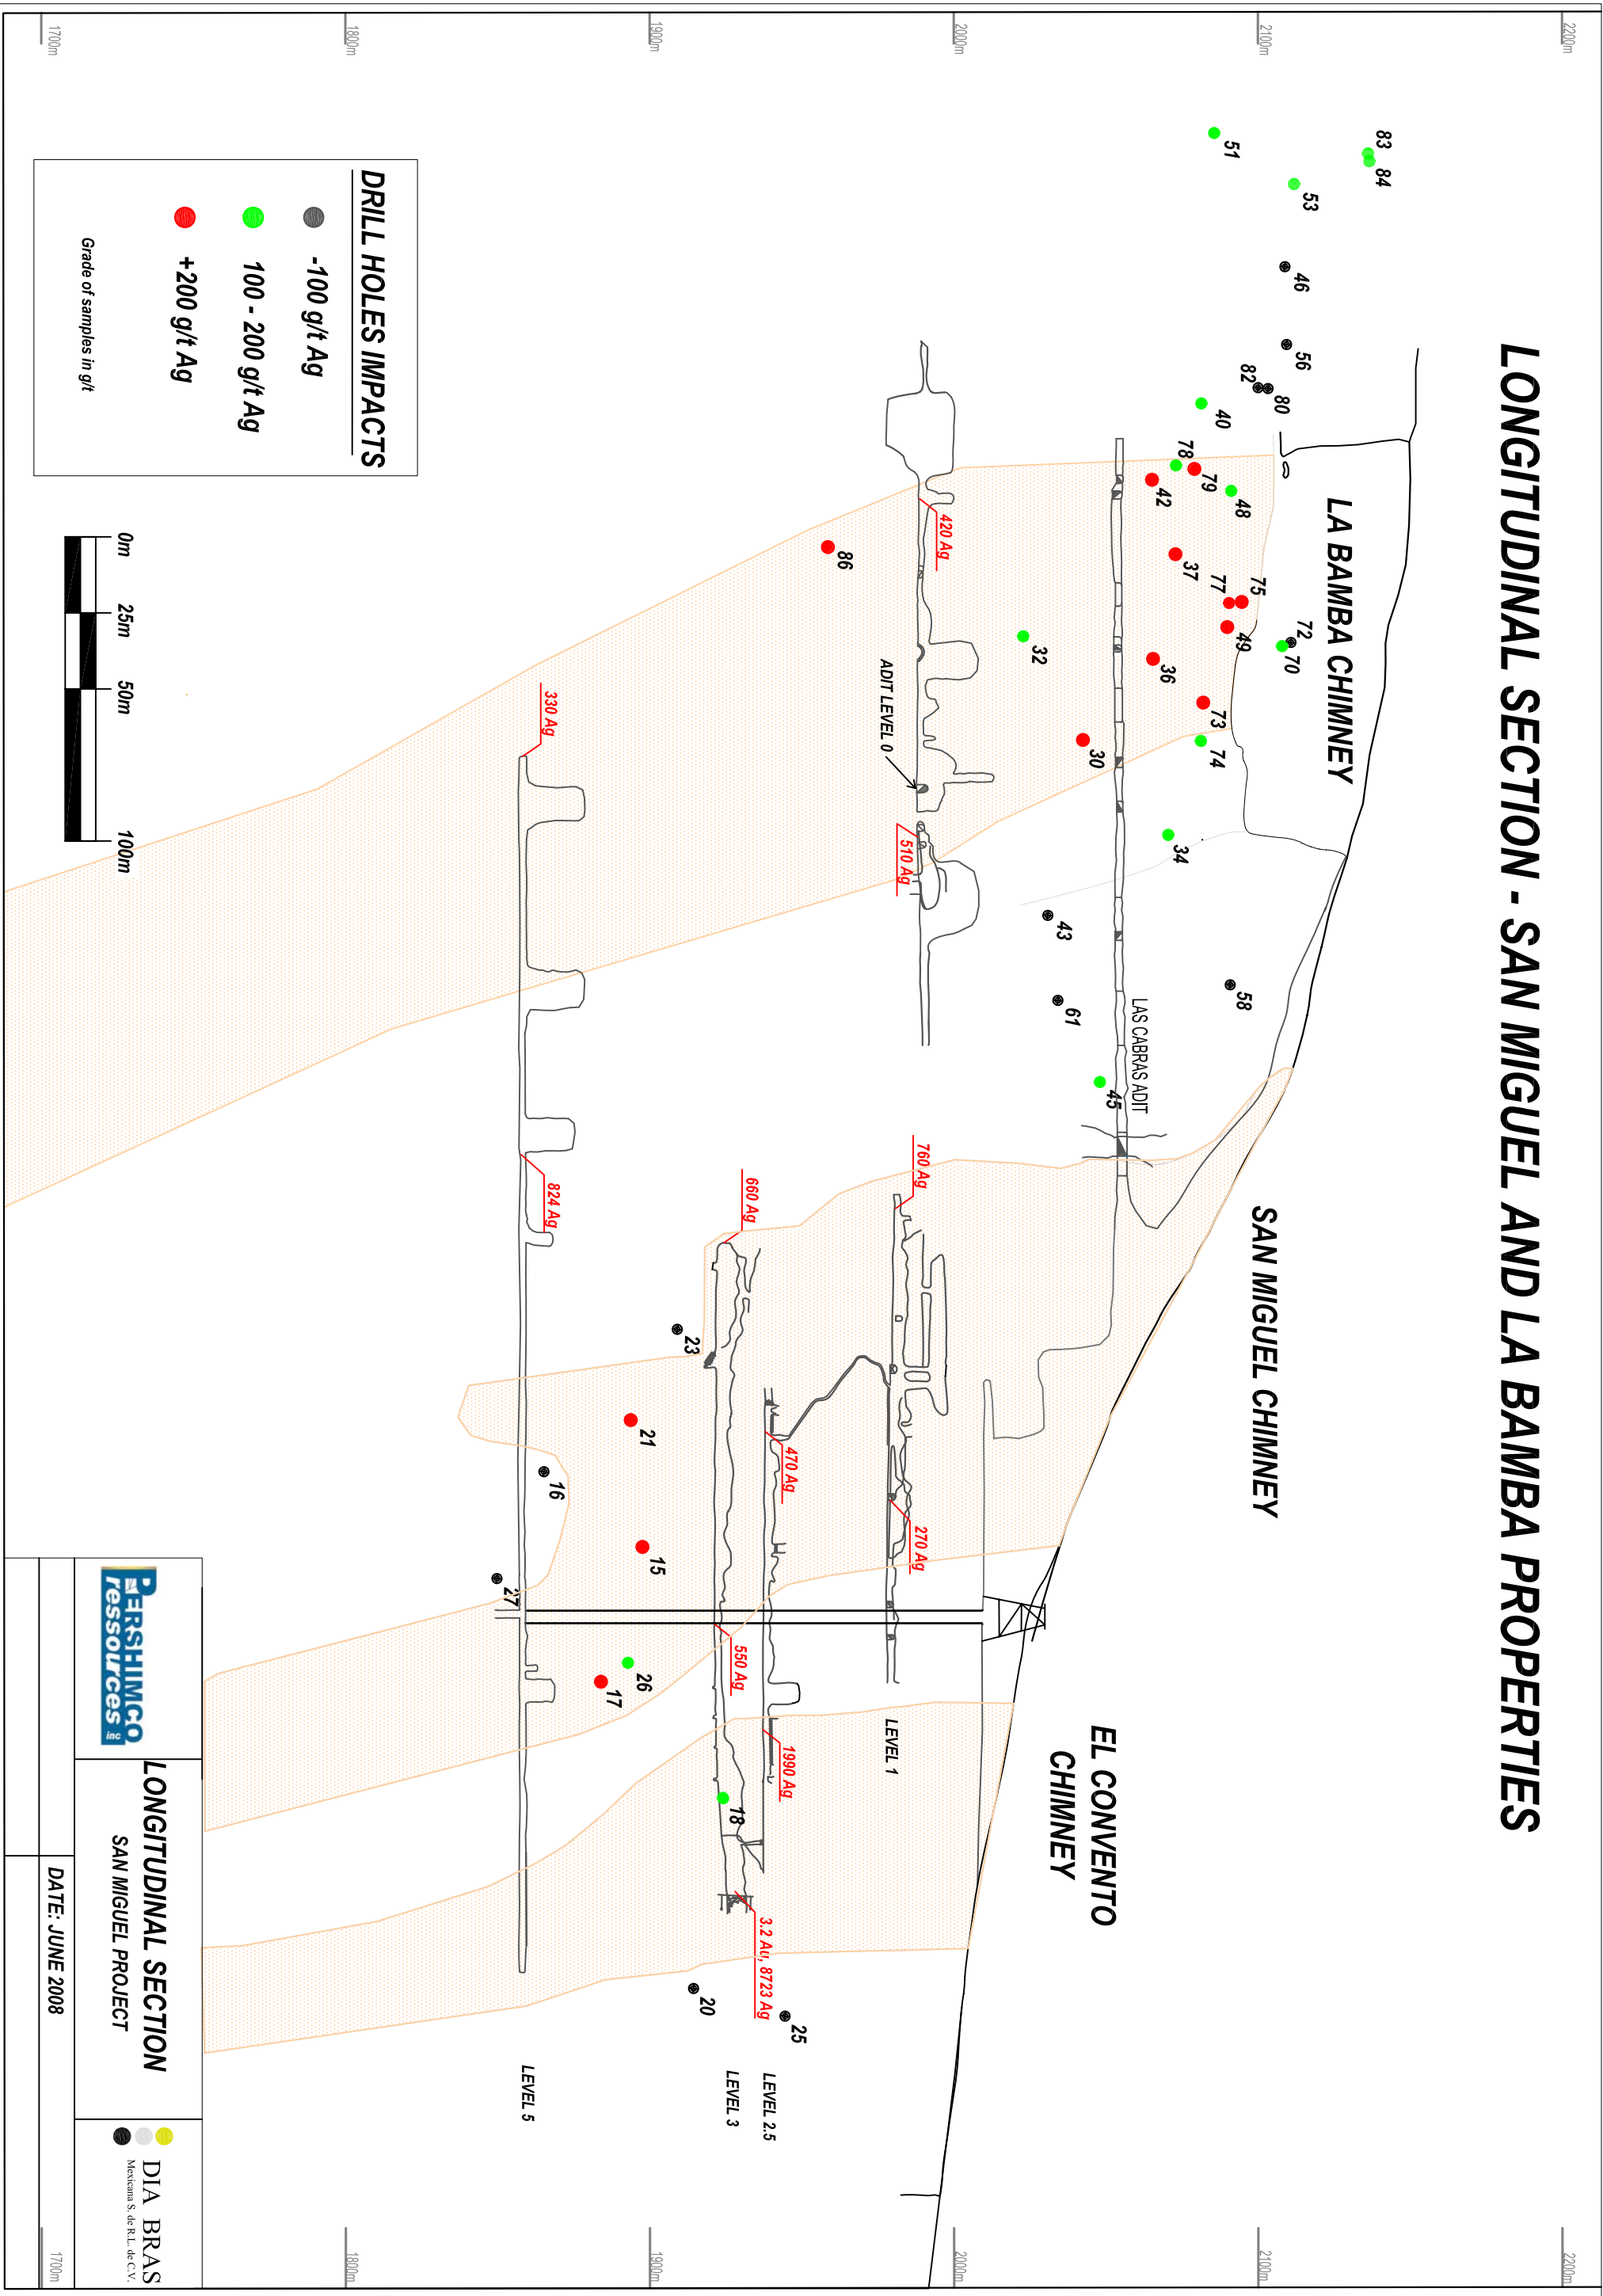 LONGITUDINAL SECTION - SAN MIGUEL AND LA BAMBA PROPERTIES
2200m
2200m
2100m
2100m
2000m
2000m
1900m
1900m
1800m
1800m
1700m
1700m
LA BAMBA CHIMNEY
SAN MIGUEL CHIMNEY
EL CONVENTO
CHIMNEY
83
84
51
53
46
56
82
80
40
78
79
42
48
37
77
75
49
72
70
36
73
74
30
32
86
34
43
61
58
45
LAS CABRAS ADIT
420 Ag
ADIT LEVEL 0
510 Ag
330 Ag
824 Ag
760 Ag
660 Ag
470 Ag
270 Ag
550 Ag
1990 Ag
3.2 Au, 8723 Ag
23
21
16
15
27
26
17
18
20
25
LEVEL 1
LEVEL 2.5
LEVEL 3
LEVEL 5
DRILL HOLES IMPACTS
-100 g/t Ag
100 - 200 g/t Ag
+200 g/t Ag
Grade of samples in g/t
0m 25m 50m 100m
PERSHIMCO
ressources inc
LONGITUDINAL SECTION
SAN MIGUEL PROJECT
DATE: JUNE 2008
DIA BRAS
Mexicana S. de R.L. de C.V.